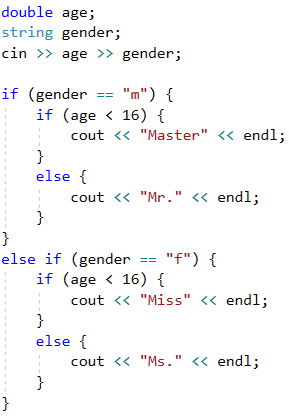 double age;
string gender;
cin >> age >> gender;

if (gender == "m") {
    if (age < 16) {
        cout << "Master" << endl;
    }
    else {
        cout << "Mr." << endl;
    }
}
else if (gender == "f") {
    if (age < 16) {
        cout << "Miss" << endl;
    }
    else {
        cout << "Ms." << endl;
    }
}